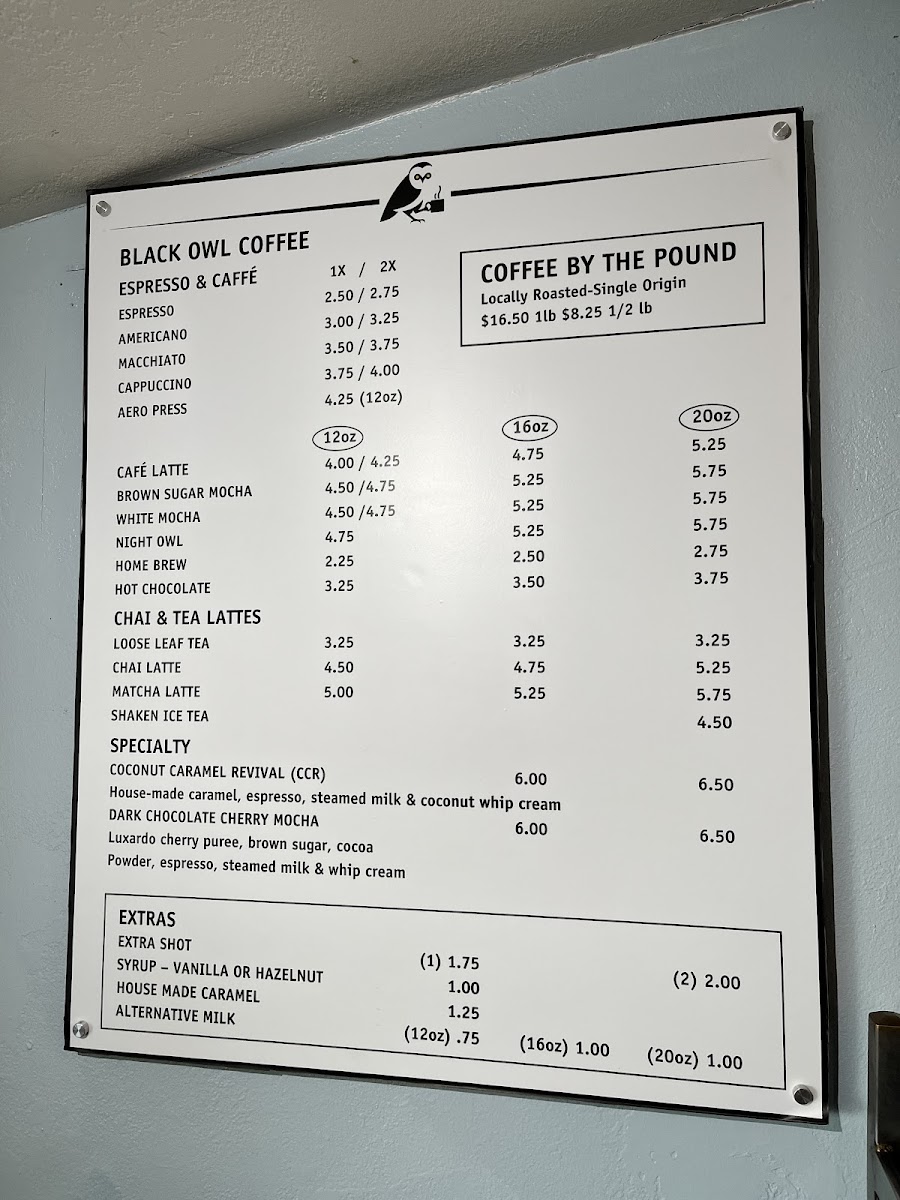 BLACK OWL COFFEE
ESPRESSO & CAFFÉ 1X / 2X
ESPRESSO 2.50 / 2.75
AMERICANO 3.00 / 3.25
MACCHIATO 3.50 / 3.75
CAPPUCCINO 3.75 / 4.00
AERO PRESS 4.25 (12oz)
COFFEE BY THE POUND
Locally Roasted-Single Origin
$16.50 1lb $8.25 1/2 lb
12oz 16oz 20oz
CAFÉ LATTE 4.00 / 4.25 4.75 5.25
BROWN SUGAR MOCHA 4.50 /4.75 5.25 5.75
WHITE MOCHA 4.50 /4.75 5.25 5.75
NIGHT OWL 4.75 5.25 5.75
HOME BREW 2.25 2.50 2.75
HOT CHOCOLATE 3.25 3.50 3.75
CHAI & TEA LATTES
LOOSE LEAF TEA 3.25 3.25 3.25
CHAI LATTE 4.50 4.75 5.25
MATCHA LATTE 5.00 5.25 5.75
SHAKEN ICE TEA 4.50
SPECIALTY
COCONUT CARAMEL REVIVAL (CCR) 6.00 6.50
House-made caramel, espresso, steamed milk & coconut whip cream
DARK CHOCOLATE CHERRY MOCHA 6.00 6.50
Luxardo cherry puree, brown sugar, cocoa
Powder, espresso, steamed milk & whip cream
EXTRAS
EXTRA SHOT (1) 1.75 (2) 2.00
SYRUP – VANILLA OR HAZELNUT 1.00
HOUSE MADE CARAMEL 1.25
ALTERNATIVE MILK (12oz) .75 (16oz) 1.00 (20oz) 1.00